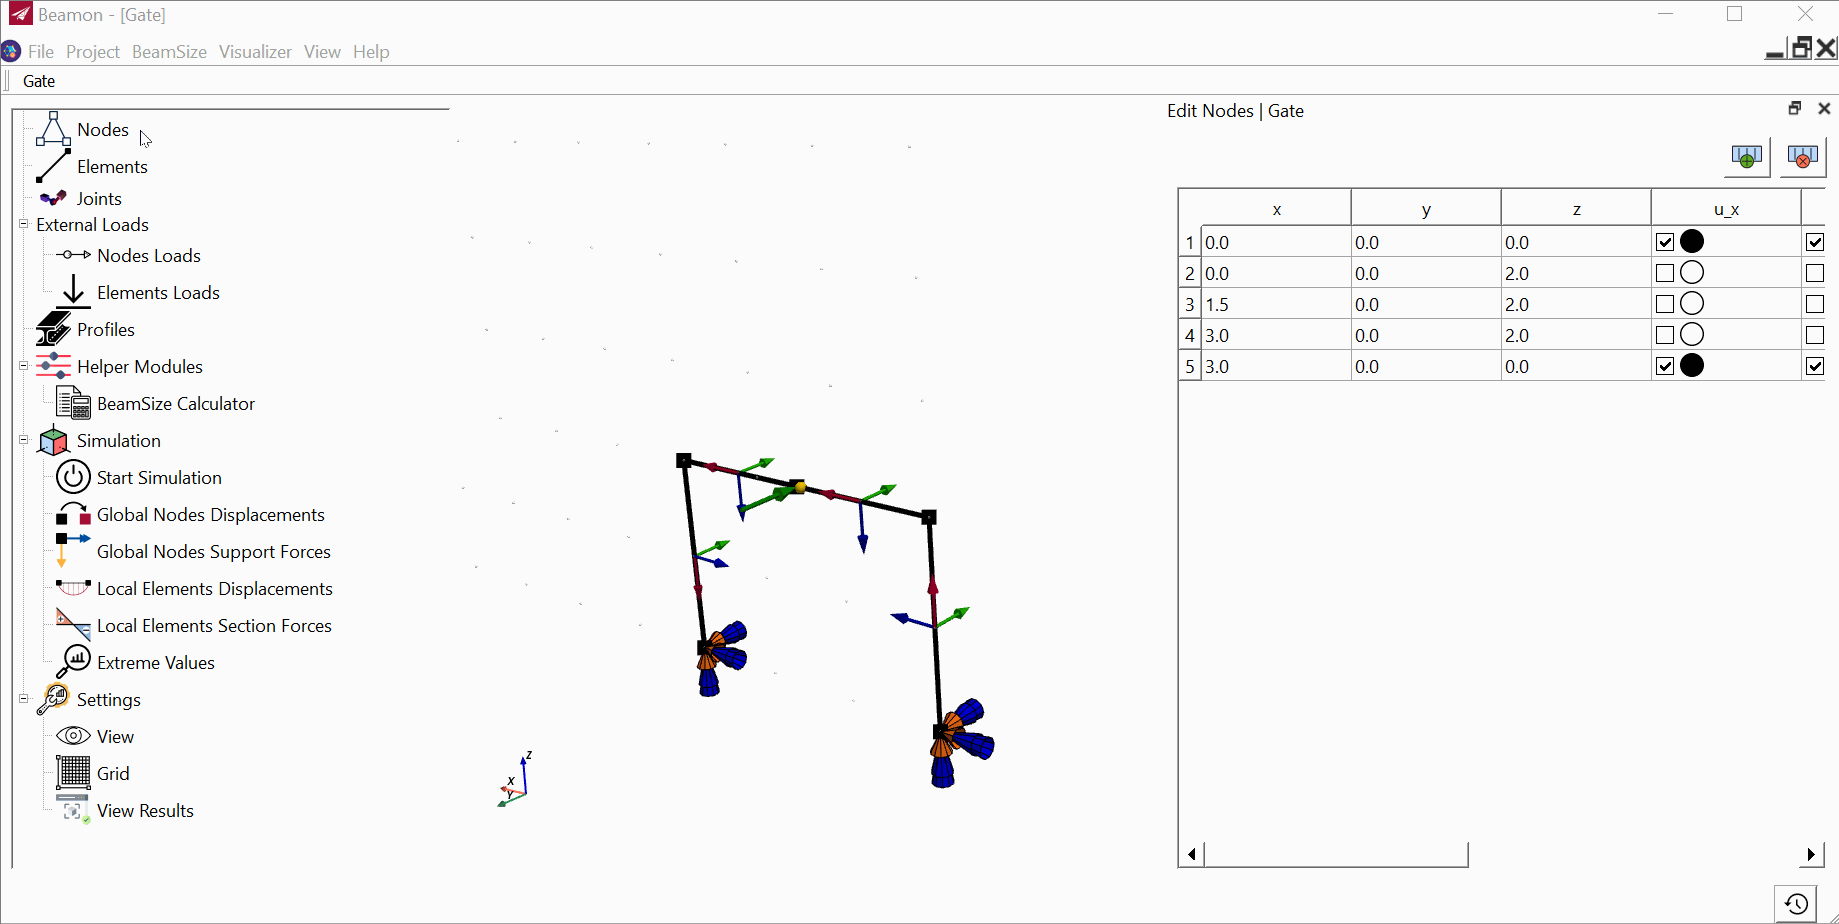 Beamon - [Gate]
File Project BeamSize Visualizer View Help
Gate
Nodes
Elements
Joints
External Loads
Nodes Loads
Elements Loads
Profiles
Helper Modules
BeamSize Calculator
Simulation
Start Simulation
Global Nodes Displacements
Global Nodes Support Forces
Local Elements Displacements
Local Elements Section Forces
Extreme Values
Settings
View
Grid
View Results
Z
X
Y
Edit Nodes | Gate
x y z u_x
1 0.0 0.0 0.0
2 0.0 0.0 2.0
3 1.5 0.0 2.0
4 3.0 0.0 2.0
5 3.0 0.0 0.0